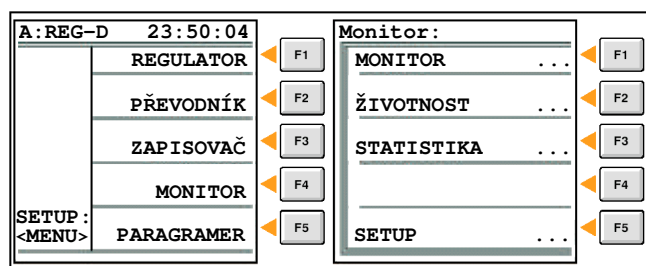 A:REG–D 23:50:04
REGULATOR F1
PŘEVODNÍK F2
ZAPISOVAČ F3
MONITOR F4
SETUP:
<MENU> PARAGRAMER F5
Monitor:
MONITOR ... F1
ŽIVOTNOST ... F2
STATISTIKA ... F3
F4
SETUP ... F5